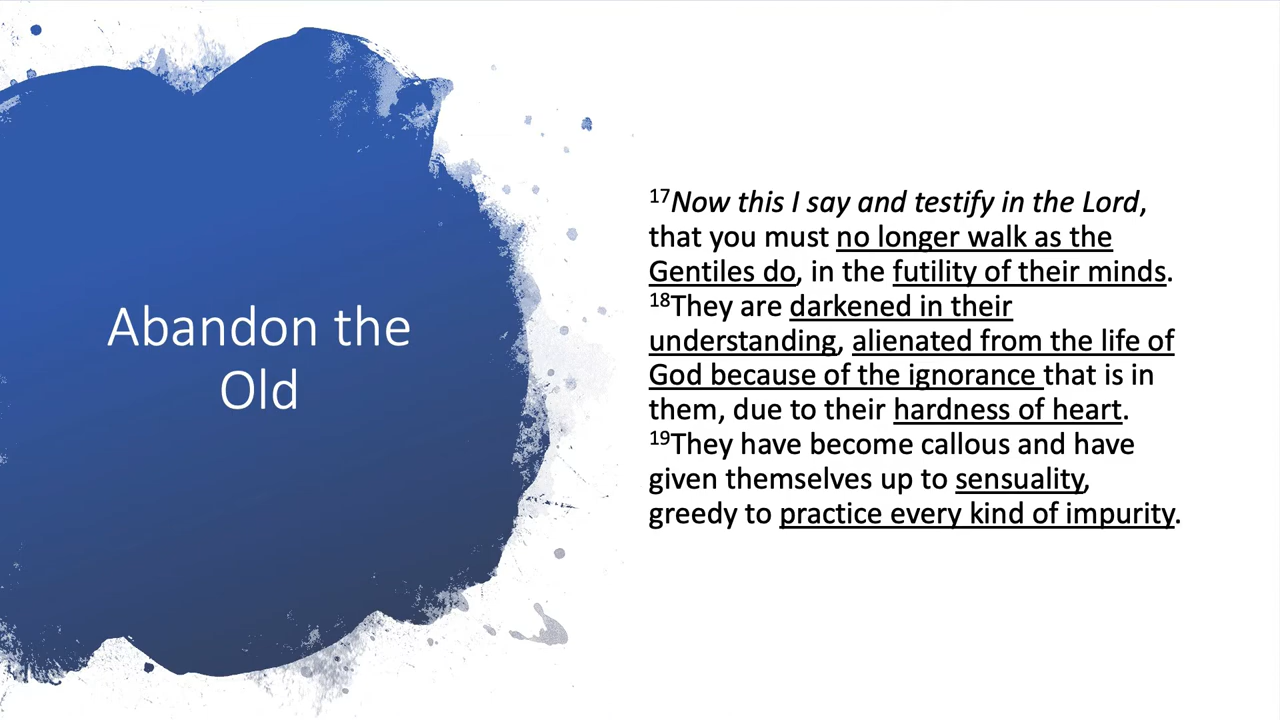 Abandon the
Old
¹⁷Now this I say and testify in the Lord,
that you must no longer walk as the
Gentiles do, in the futility of their minds.
¹⁸They are darkened in their
understanding, alienated from the life of
God because of the ignorance that is in
them, due to their hardness of heart.
¹⁹They have become callous and have
given themselves up to sensuality,
greedy to practice every kind of impurity.